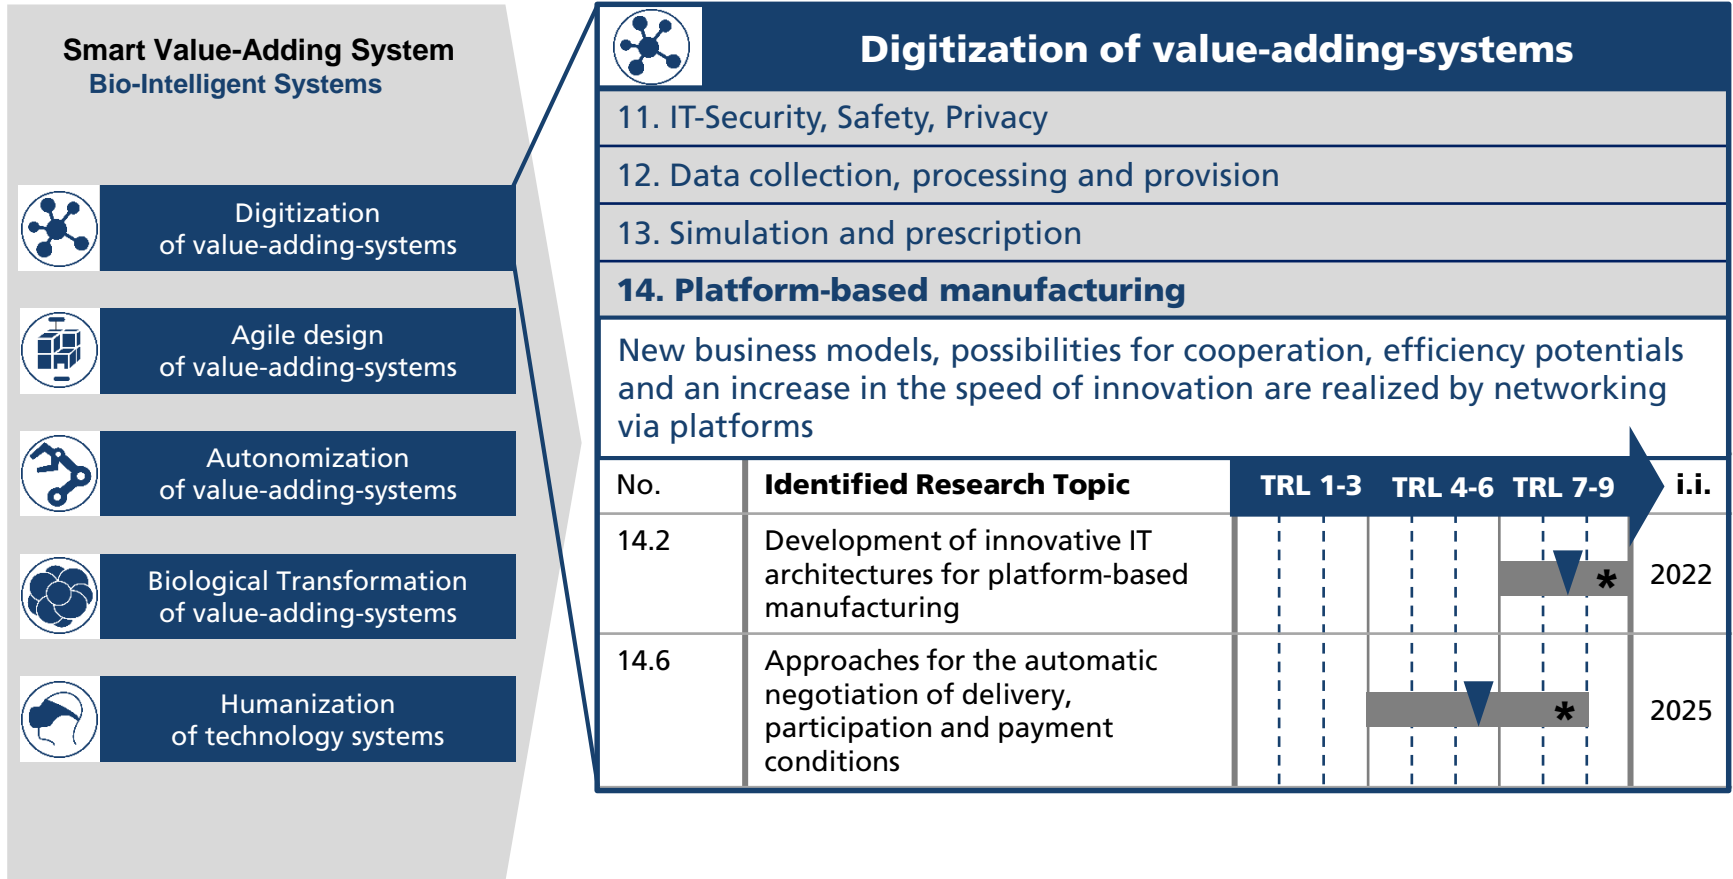 Smart Value-Adding System
Bio-Intelligent Systems
Digitization
of value-adding-systems
Agile design
of value-adding-systems
Autonomization
of value-adding-systems
Biological Transformation
of value-adding-systems
Humanization
of technology systems
Digitization of value-adding-systems
11. IT-Security, Safety, Privacy
12. Data collection, processing and provision
13. Simulation and prescription
14. Platform-based manufacturing
New business models, possibilities for cooperation, efficiency potentials
and an increase in the speed of innovation are realized by networking
via platforms
No. Identified Research Topic TRL 1-3 TRL 4-6 TRL 7-9 i.i.
14.2 Development of innovative IT
architectures for platform-based
manufacturing
* 2022
14.6 Approaches for the automatic
negotiation of delivery,
participation and payment
conditions
* 2025